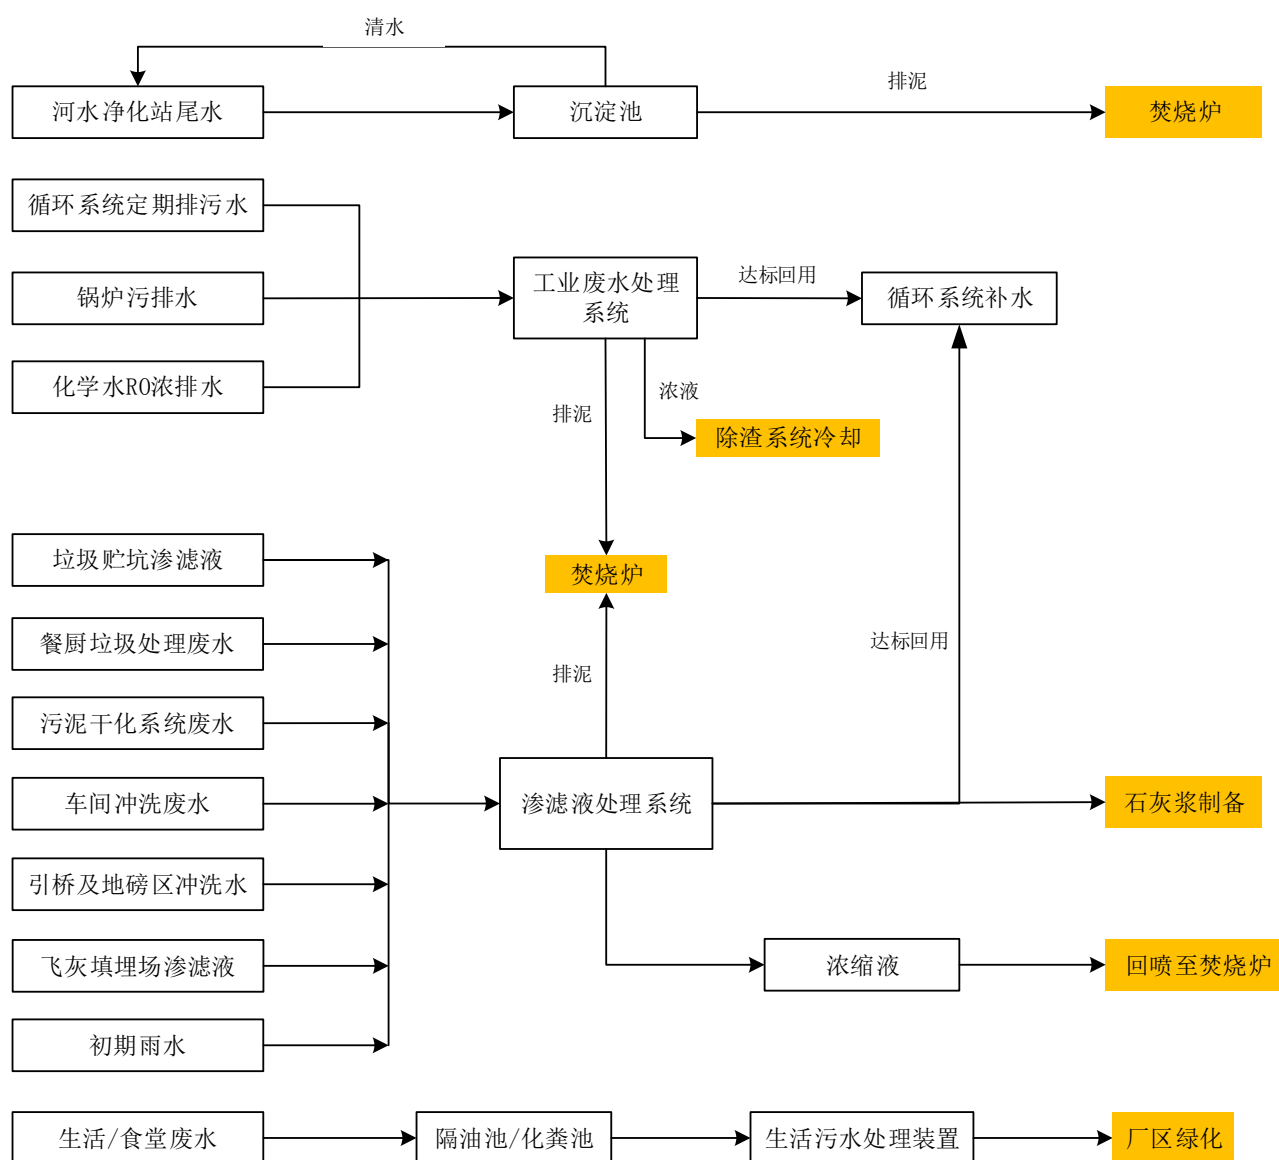 清水
河水净化站尾水
沉淀池
排泥
焚烧炉
循环系统定期排污水
锅炉污排水
化学水RO浓排水
工业废水处理
系统
达标回用
循环系统补水
排泥
浓液
除渣系统冷却
焚烧炉
垃圾贮坑渗滤液
餐厨垃圾处理废水
污泥干化系统废水
车间冲洗废水
引桥及地磅区冲洗水
飞灰填埋场渗滤液
初期雨水
排泥
达标回用
渗滤液处理系统
石灰浆制备
浓缩液
回喷至焚烧炉
生活/食堂废水
隔油池/化粪池
生活污水处理装置
厂区绿化